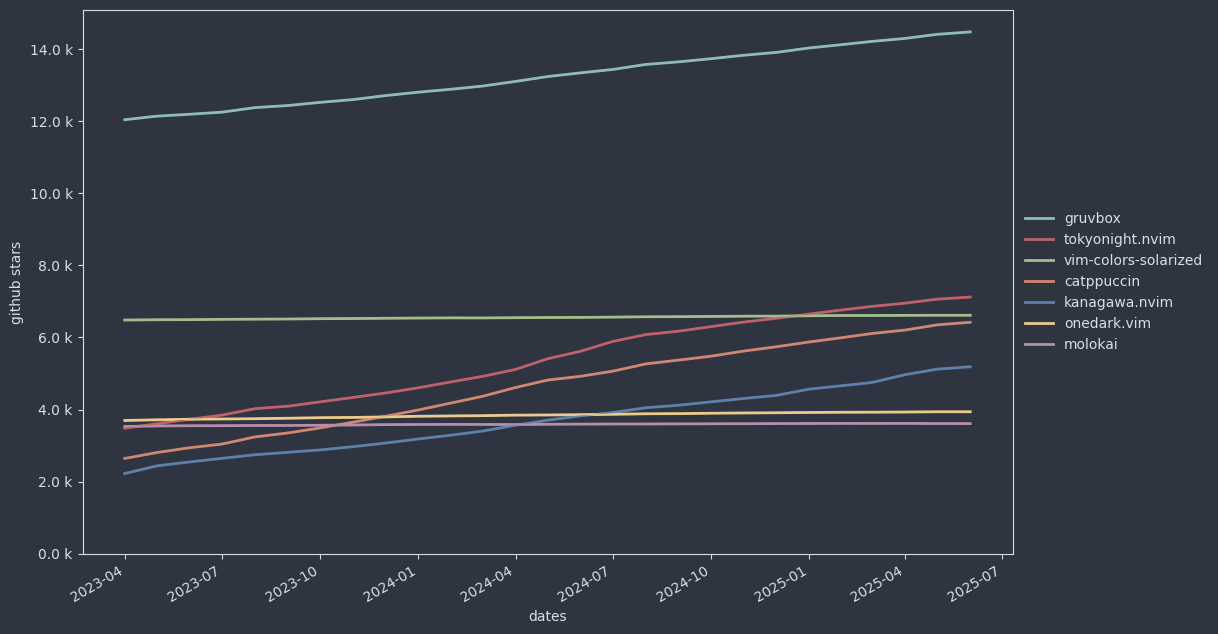 14.0 k
12.0 k
10.0 k
8.0 k
6.0 k
4.0 k
2.0 k
0.0 k
github stars
2023-04
2023-07
2023-10
2024-01
2024-04
2024-07
2024-10
2025-01
2025-04
2025-07
dates
gruvbox
tokyonight.nvim
vim-colors-solarized
catppuccin
kanagawa.nvim
onedark.vim
molokai